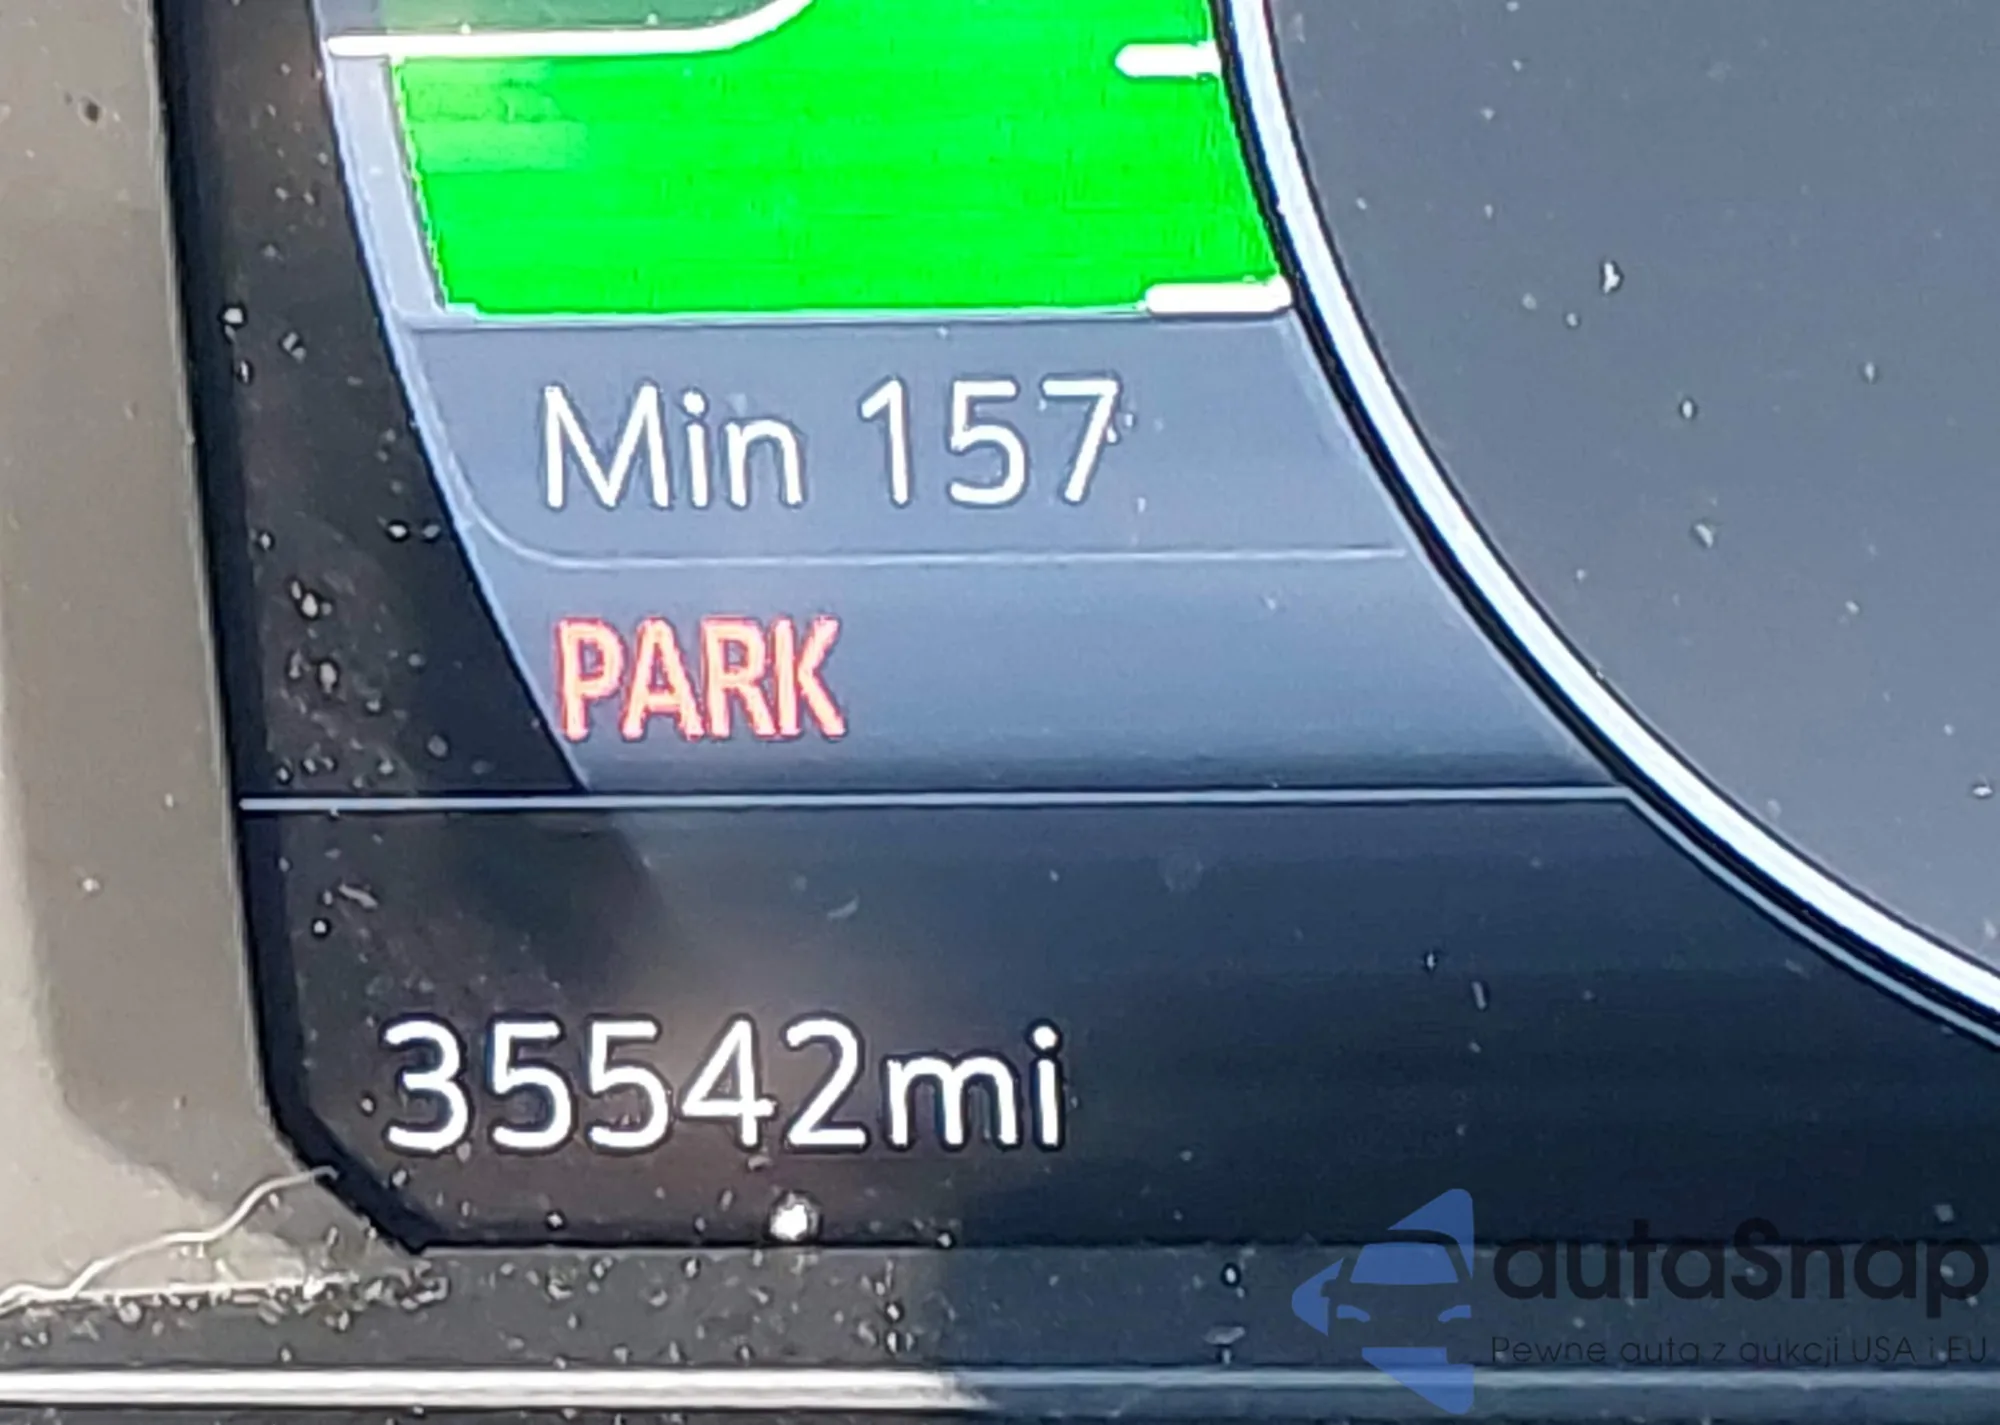 Min 157
PARK
35542mi
autaSnap
Pewne auta z aukcji USA i EU